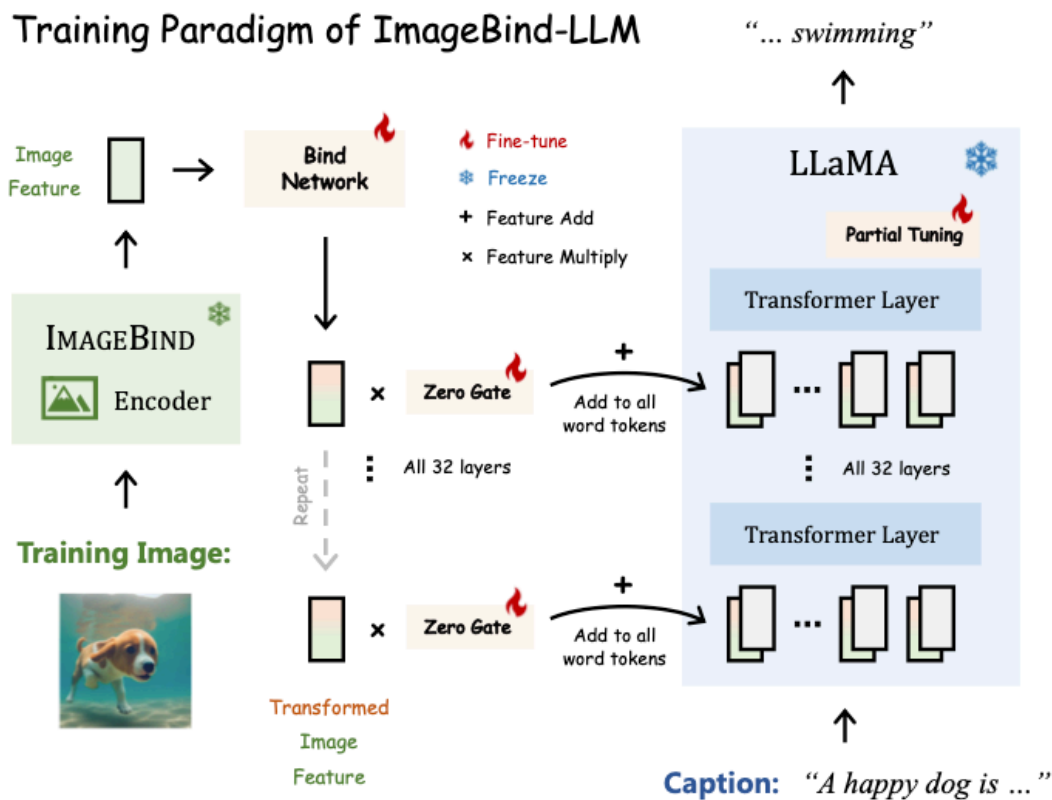 Training Paradigm of ImageBind-LLM
"... swimming"
Image
Feature
Bind
Network
Fine-tune
Freeze
+ Feature Add
× Feature Multiply
LLaMA
Partial Tuning
Transformer Layer
IMAGEBIND
Encoder
×
Zero Gate
+
Add to all
word tokens
...
Repeat
All 32 layers
All 32 layers
Training Image:
Transformer Layer
×
Zero Gate
+
Add to all
word tokens
...
Transformed
Image
Feature
Caption: "A happy dog is ..."